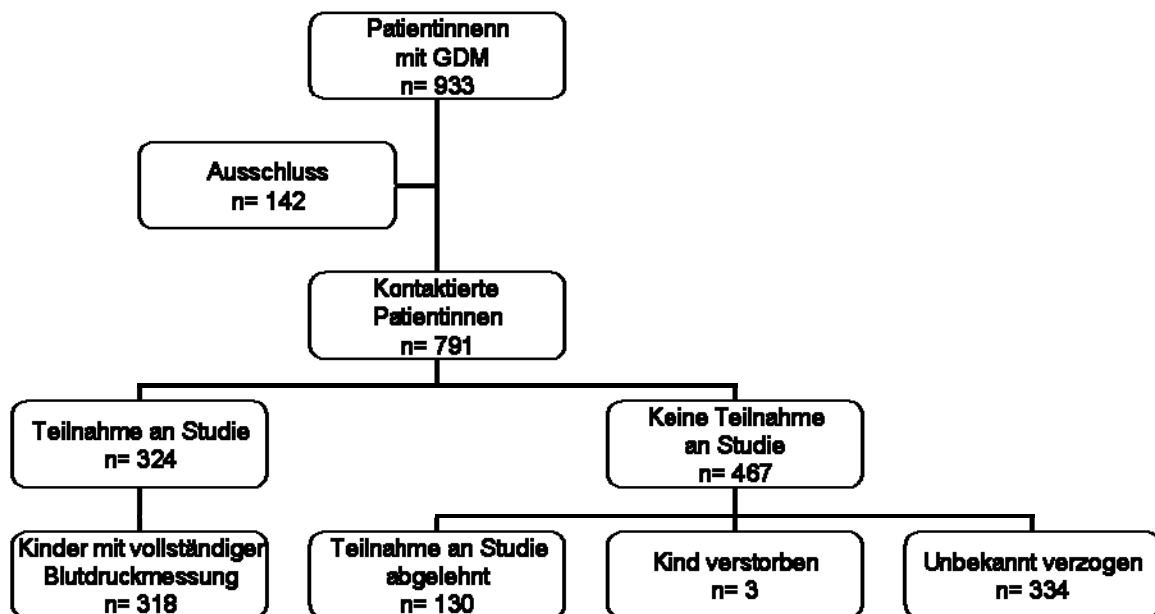 Patientinnenn
mit GDM
n= 933
Ausschluss
n= 142
Kontaktierte
Patientinnen
n= 791
Teilnahme an Studie
n= 324
Keine Teilnahme
an Studie
n= 467
Kinder mit vollständiger
Blutdruckmessung
n= 318
Teilnahme an Studie
abgelehnt
n= 130
Kind verstorben
n= 3
Unbekannt verzogen
n= 334